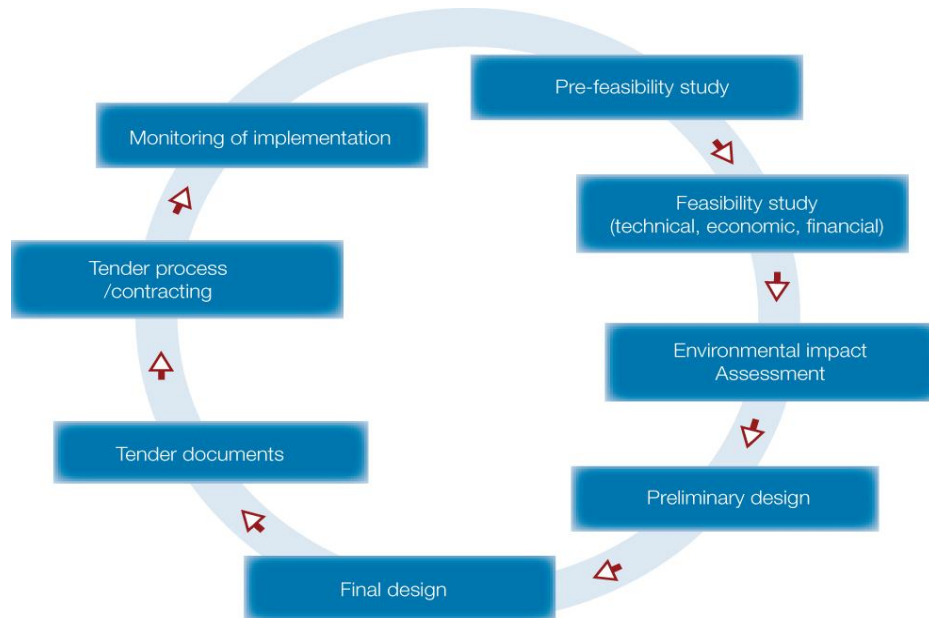 Pre-feasibility study
Feasibility study
(technical, economic, financial)
Environmental impact
Assessment
Preliminary design
Final design
Tender documents
Tender process
/contracting
Monitoring of implementation